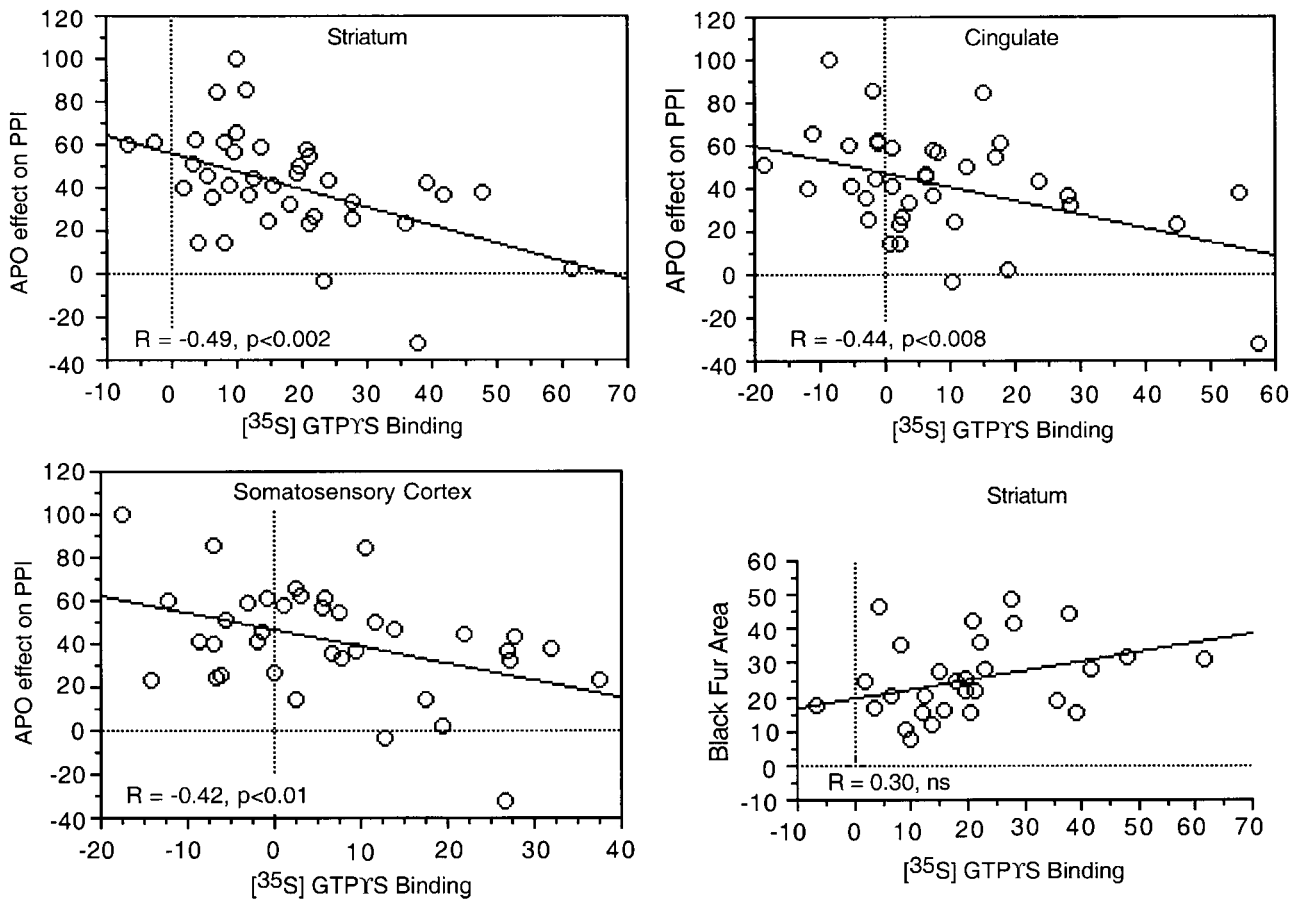 Striatum
APO effect on PPI
120
100
80
60
40
20
0
-20
-40
R = -0.49, p<0.002
-10 0 10 20 30 40 50 60 70
[35S] GTPϒS Binding
Cingulate
APO effect on PPI
120
100
80
60
40
20
0
-20
-40
R = -0.44, p<0.008
-20 -10 0 10 20 30 40 50 60
[35S] GTPϒS Binding
Somatosensory Cortex
APO effect on PPI
120
100
80
60
40
20
0
-20
-40
R = -0.42, p<0.01
-20 -10 0 10 20 30 40
[35S] GTPϒS Binding
Striatum
Black Fur Area
60
50
40
30
20
10
0
-10
R = 0.30, ns
-10 0 10 20 30 40 50 60 70
[35S] GTPϒS Binding